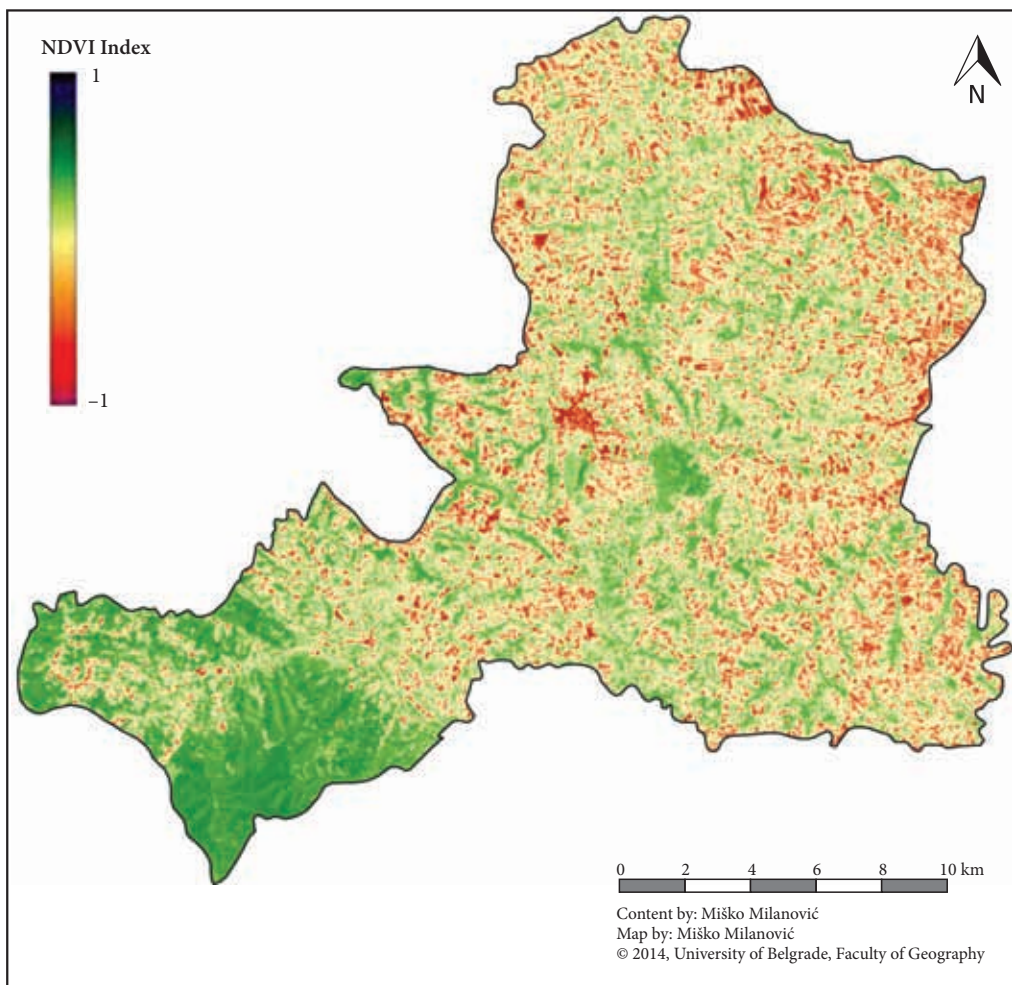 NDVI Index
1
–1
N
0 2 4 6 8 10 km
Content by: Miško Milanović
Map by: Miško Milanović
© 2014, University of Belgrade, Faculty of Geography